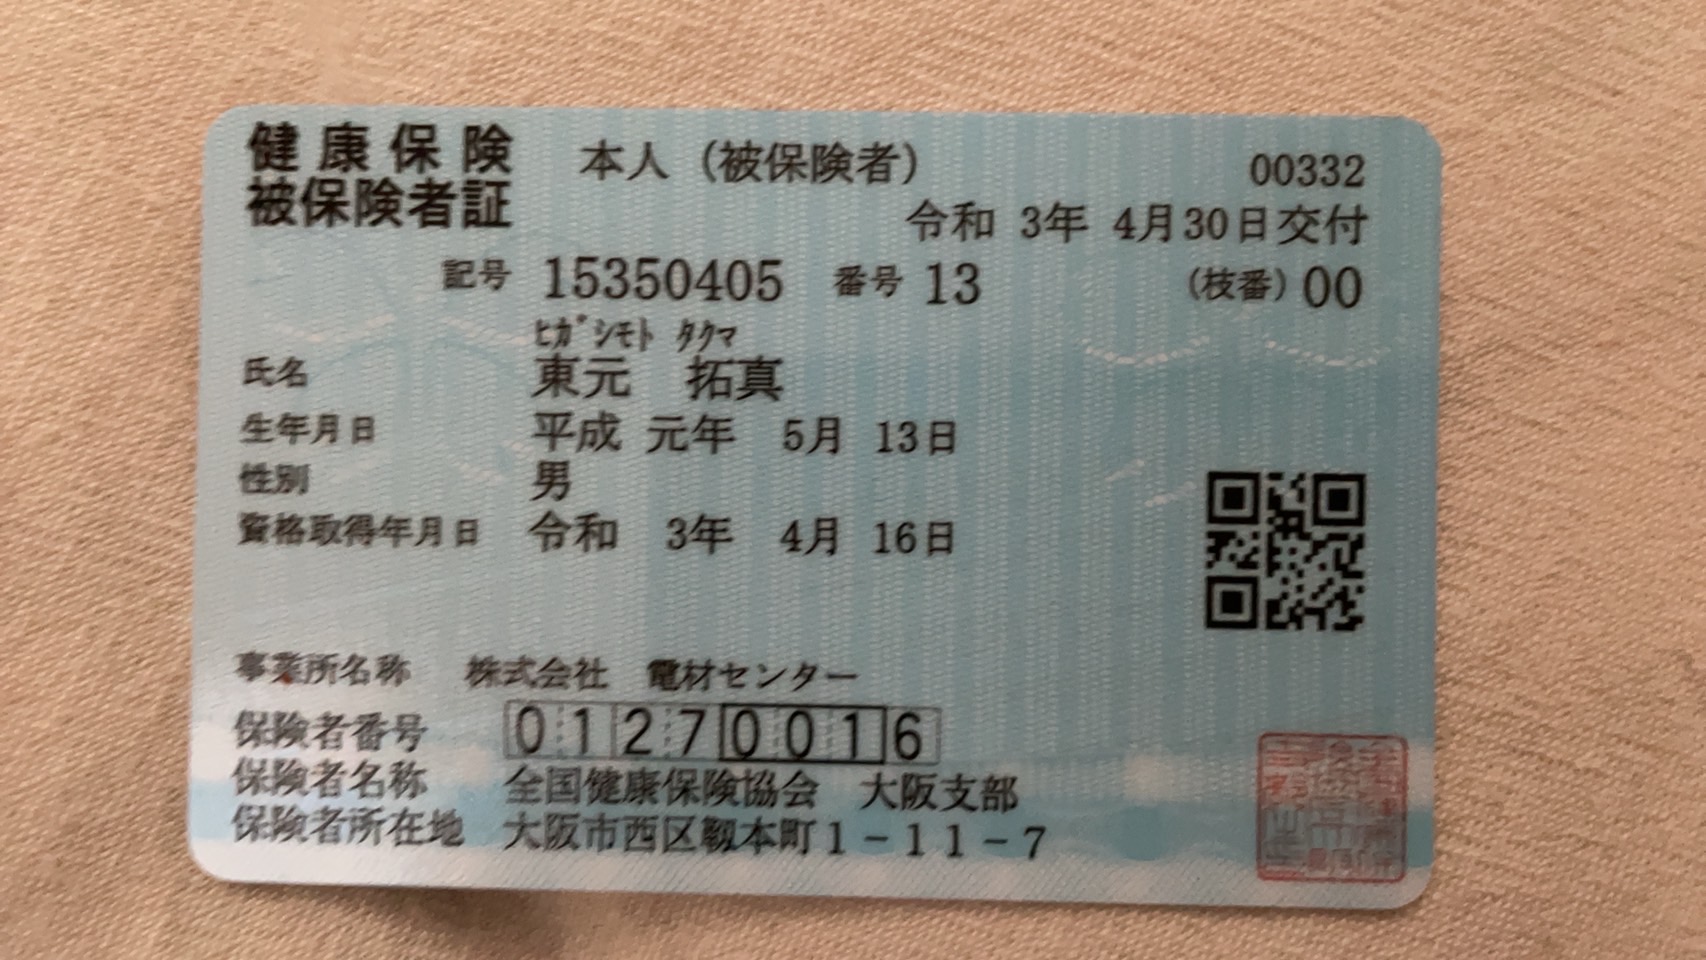 健康保険 本人（被保険者） 00332
被保険者証 令和 3年 4月30日交付
記号 15350405 番号 13 (枝番) 00
ﾋｶﾞｼﾓﾄ ﾀｸﾏ
氏名 東元 拓真
生年月日 平成 元年 5月 13日
性別 男
資格取得年月日 令和 3年 4月 16日
事業所名称 株式会社 電材センター
保険者番号 01270016
保険者名称 全国健康保険協会 大阪支部
保険者所在地 大阪市西区靱本町1-11-7